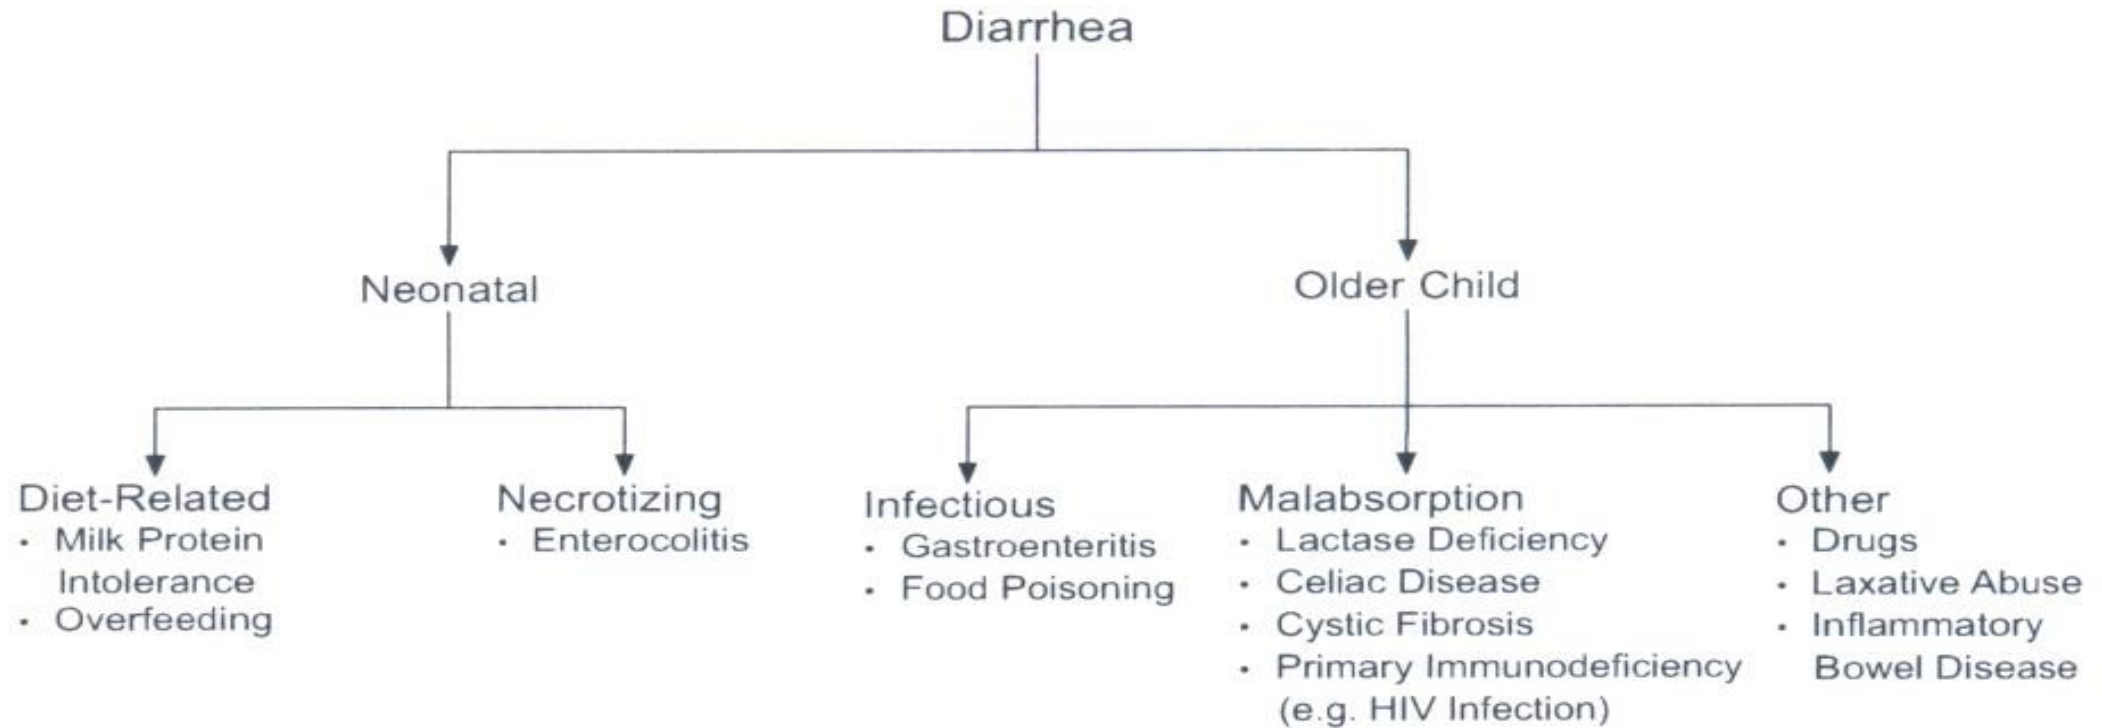 Diarrhea
Neonatal
Older Child
Diet-Related
· Milk Protein
Intolerance
· Overfeeding
Necrotizing
· Enterocolitis
Infectious
· Gastroenteritis
· Food Poisoning
Malabsorption
· Lactase Deficiency
· Celiac Disease
· Cystic Fibrosis
· Primary Immunodeficiency
(e.g. HIV Infection)
Other
· Drugs
· Laxative Abuse
· Inflammatory
Bowel Disease